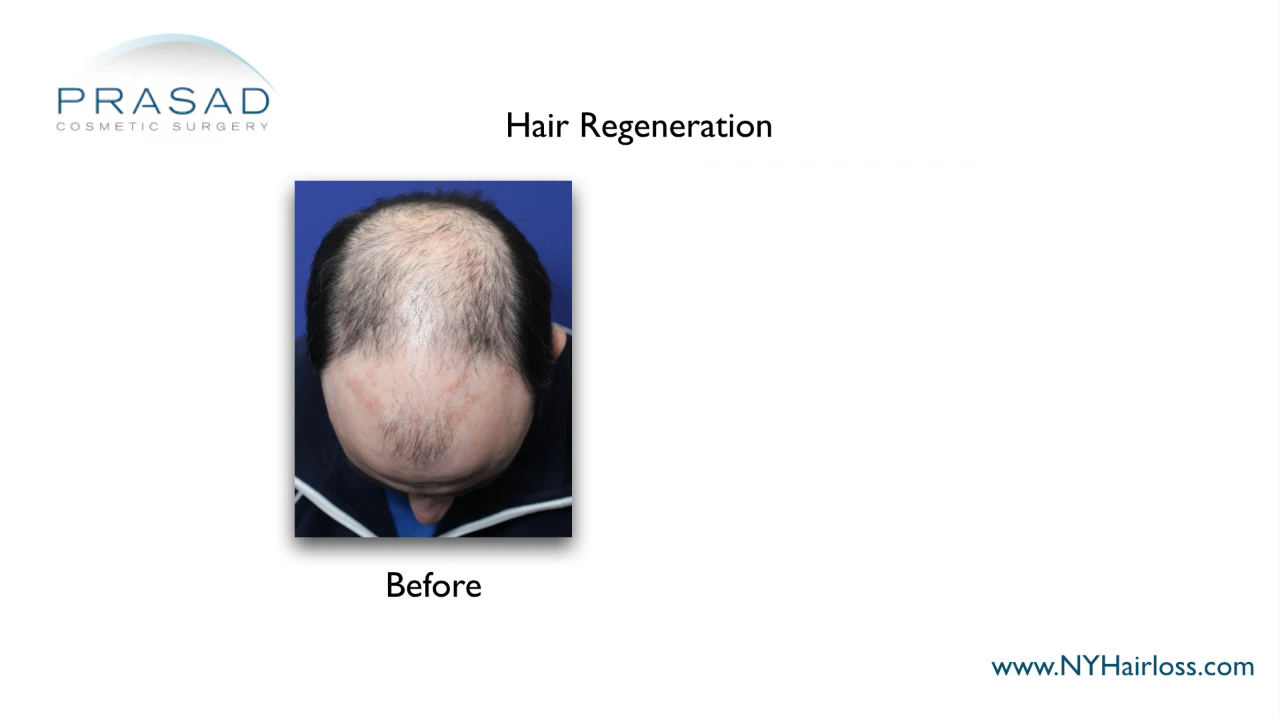 PRASAD
COSMETIC SURGERY
Hair Regeneration
Before
www.NYHairloss.com